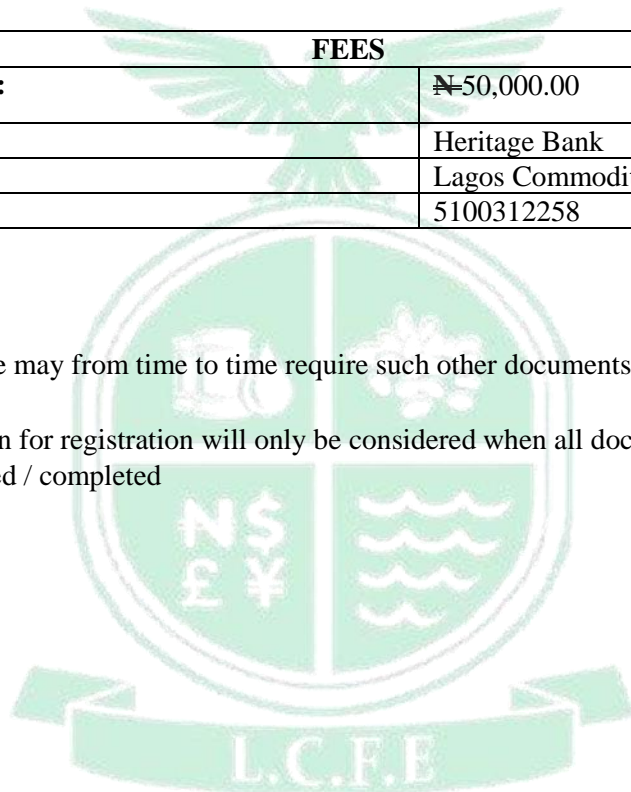 FEES
:
₦ 50,000.00
Heritage Bank
Lagos Commodit
5100312258
e may from time to time require such other documents
n for registration will only be considered when all doc
ed / completed
₦$
£¥
L.C.F.E